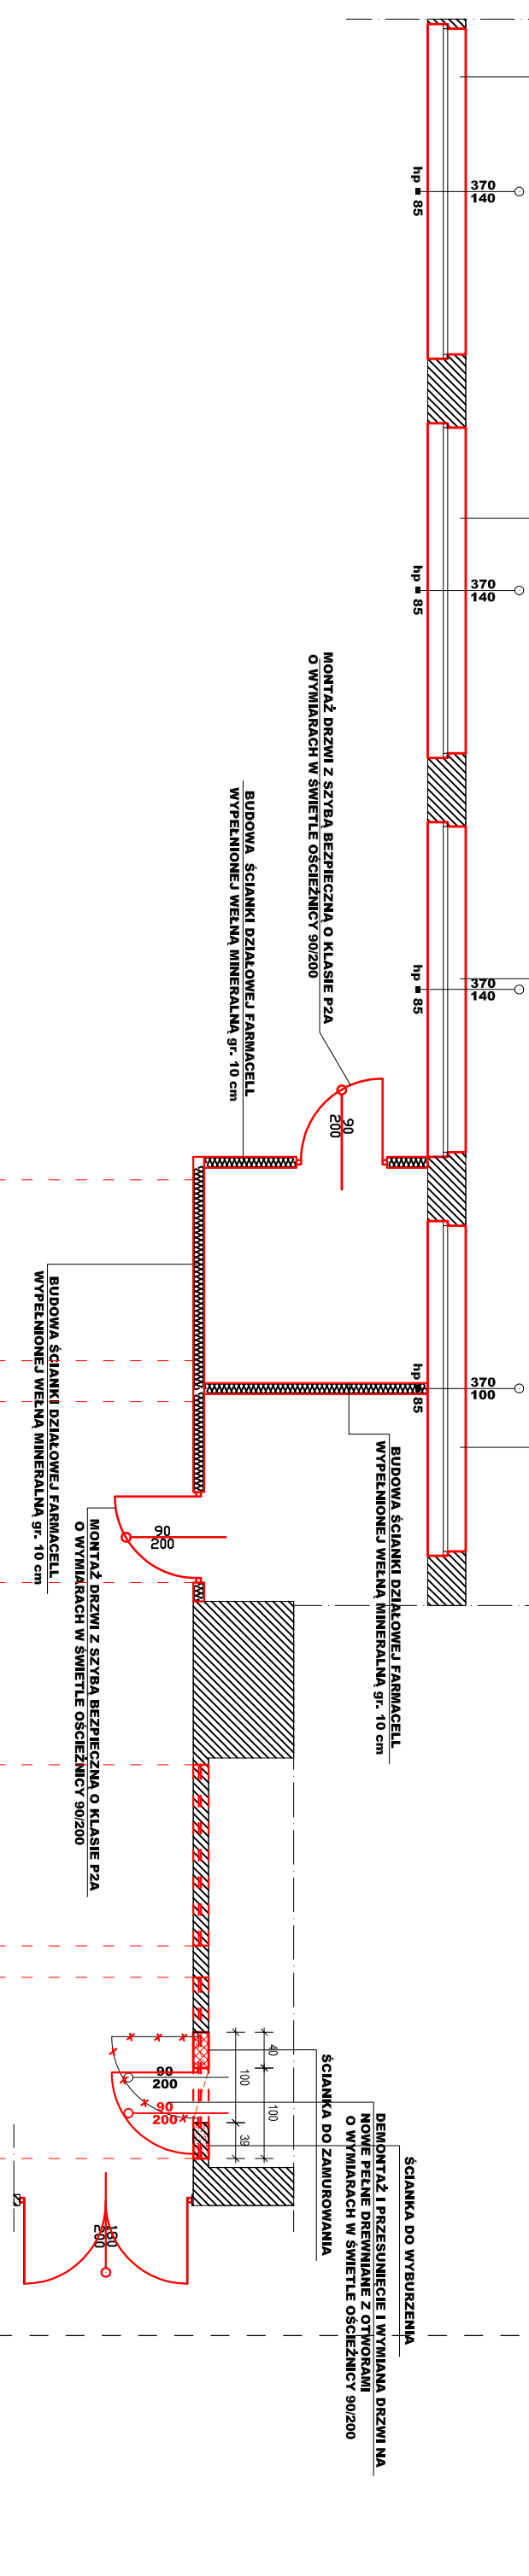 370
140
hp = 85
370
140
hp = 85
MONTAŻ DRZWI Z SZYBĄ BEZPIECZNĄ O KLASIE P2A
O WYMIARACH W ŚWIETLE OŚCIEŻNICY 90/200
BUDOWA ŚCIANKI DZIAŁOWEJ FARMACELL
WYPEŁNIONEJ WEŁNĄ MINERALNĄ gr. 10 cm
370
140
hp = 85
90
200
BUDOWA ŚCIANKI DZIAŁOWEJ FARMACELL
WYPEŁNIONEJ WEŁNĄ MINERALNĄ gr. 10 cm
370
100
hp = 85
BUDOWA ŚCIANKI DZIAŁOWEJ FARMACELL
WYPEŁNIONEJ WEŁNĄ MINERALNĄ gr. 10 cm
90
200
MONTAŻ DRZWI Z SZYBĄ BEZPIECZNĄ O KLASIE P2A
O WYMIARACH W ŚWIETLE OŚCIEŻNICY 90/200
40
100
100
39
90
200
90
200
ŚCIANKA DO ZAMUROWANIA
DEMONTAŻ I PRZESUNIĘCIE I WYMIANA DRZWI NA
NOWE PEŁNE DREWNIANE Z OTWORAMI
O WYMIARACH W ŚWIETLE OŚCIEŻNICY 90/200
ŚCIANKA DO WYBURZENIA
180
200